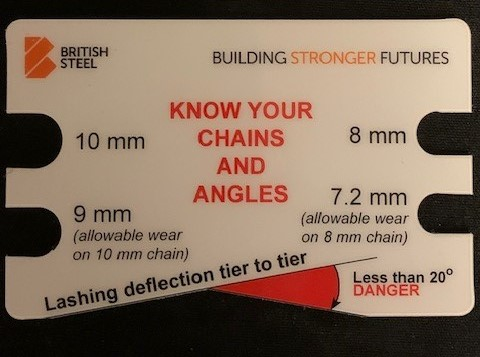 BRITISH
STEEL
BUILDING STRONGER FUTURES
KNOW YOUR
CHAINS
AND
ANGLES
10 mm
8 mm
9 mm
(allowable wear
on 10 mm chain)
7.2 mm
(allowable wear
on 8 mm chain)
Lashing deflection tier to tier
Less than 20°
DANGER